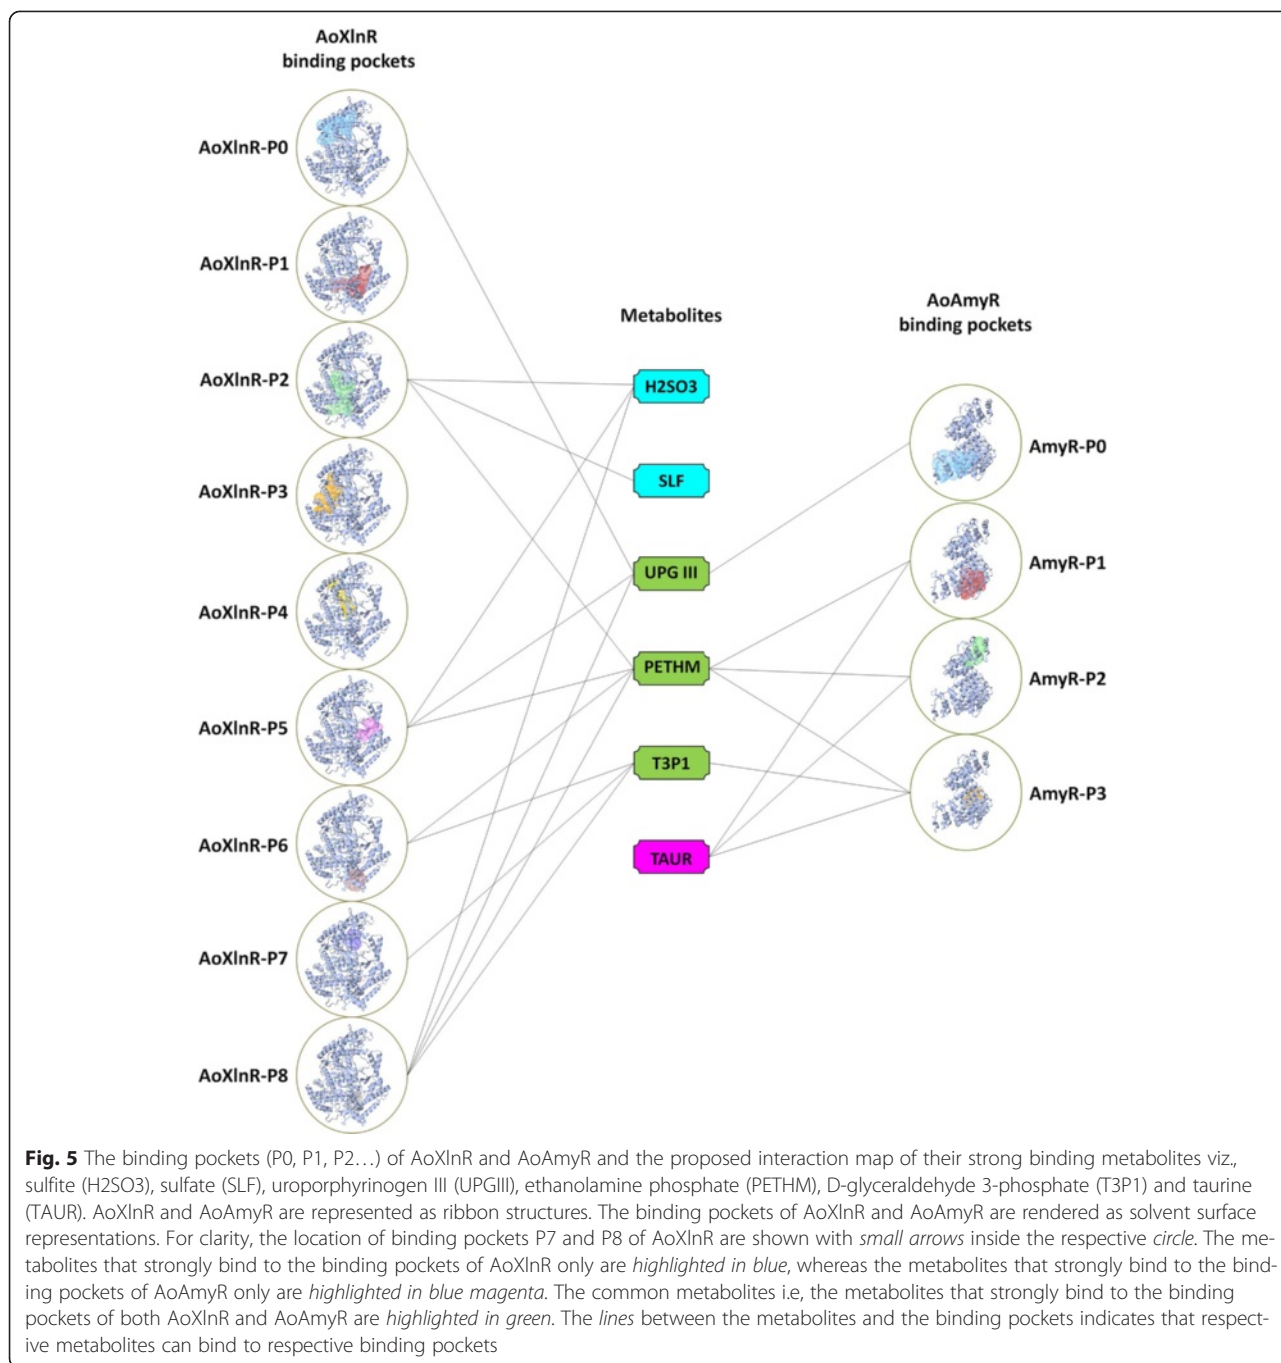 AoXlnR
binding pockets
AoXlnR-P0
AoXlnR-P1
AoXlnR-P2
AoXlnR-P3
AoXlnR-P4
AoXlnR-P5
AoXlnR-P6
AoXlnR-P7
AoXlnR-P8
Metabolites
H2SO3
SLF
UPG III
PETHM
T3P1
TAUR
AoAmyR
binding pockets
AmyR-P0
AmyR-P1
AmyR-P2
AmyR-P3
Fig. 5 The binding pockets (P0, P1, P2...) of AoXlnR and AoAmyR and the proposed interaction map of their strong binding metabolites viz.,
sulfite (H2SO3), sulfate (SLF), uroporphyrinogen III (UPGIII), ethanolamine phosphate (PETHM), D-glyceraldehyde 3-phosphate (T3P1) and taurine
(TAUR). AoXlnR and AoAmyR are represented as ribbon structures. The binding pockets of AoXlnR and AoAmyR are rendered as solvent surface
representations. For clarity, the location of binding pockets P7 and P8 of AoXlnR are shown with small arrows inside the respective circle. The me-
tabolites that strongly bind to the binding pockets of AoXlnR only are highlighted in blue, whereas the metabolites that strongly bind to the bind-
ing pockets of AoAmyR only are highlighted in blue magenta. The common metabolites i.e, the metabolites that strongly bind to the binding
pockets of both AoXlnR and AoAmyR are highlighted in green. The lines between the metabolites and the binding pockets indicates that respect-
ive metabolites can bind to respective binding pockets